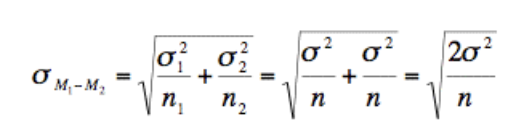 σ_{M₁−M₂} = √(σ₁²/n₁ + σ₂²/n₂) = √(σ²/n + σ²/n) = √(2σ²/n)